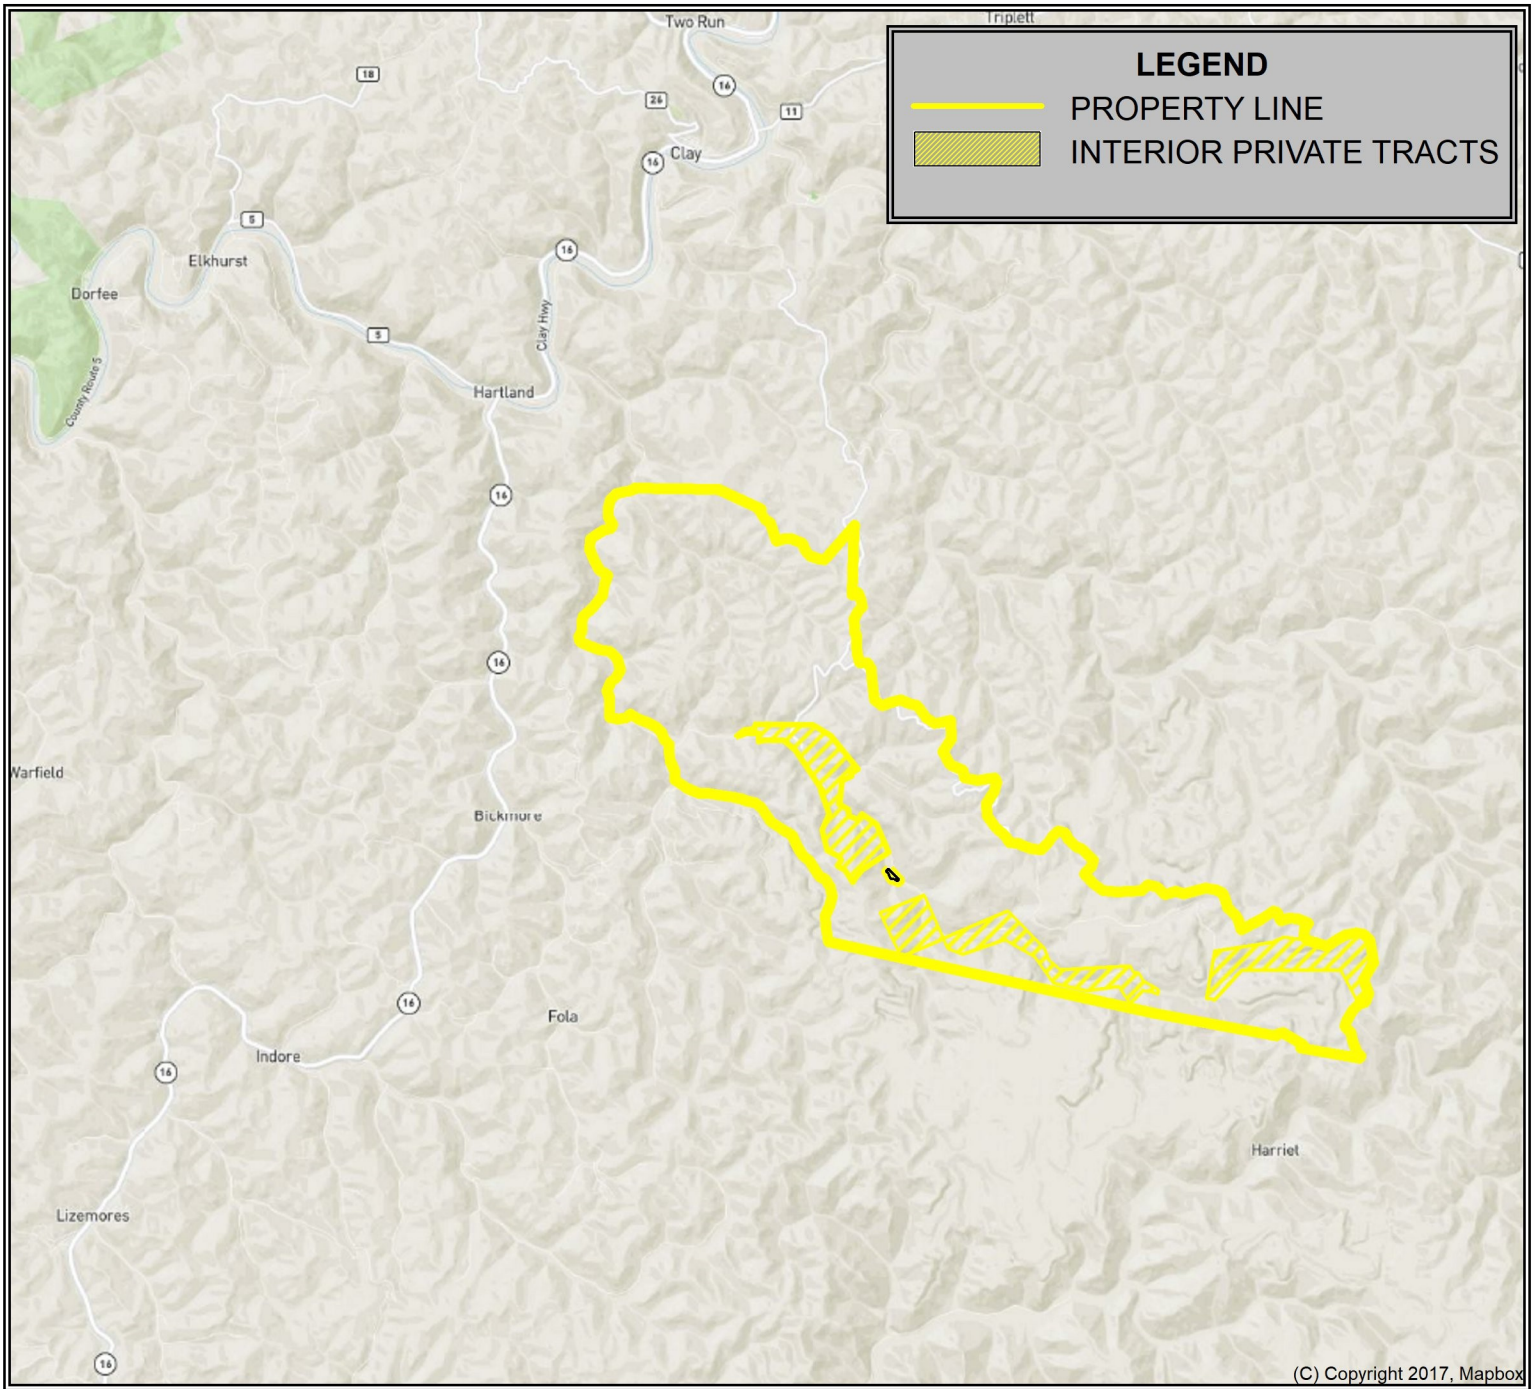 Two Run
Triplett
LEGEND
PROPERTY LINE
INTERIOR PRIVATE TRACTS
18
16
26
11
Clay
16
5
16
Elkhurst
Dorfee
Clay Hwy
5
County Route 5
Hartland
16
16
Warfield
Bickmore
16
Fola
Indore
16
Harriet
Lizemores
16
(C) Copyright 2017, Mapbox